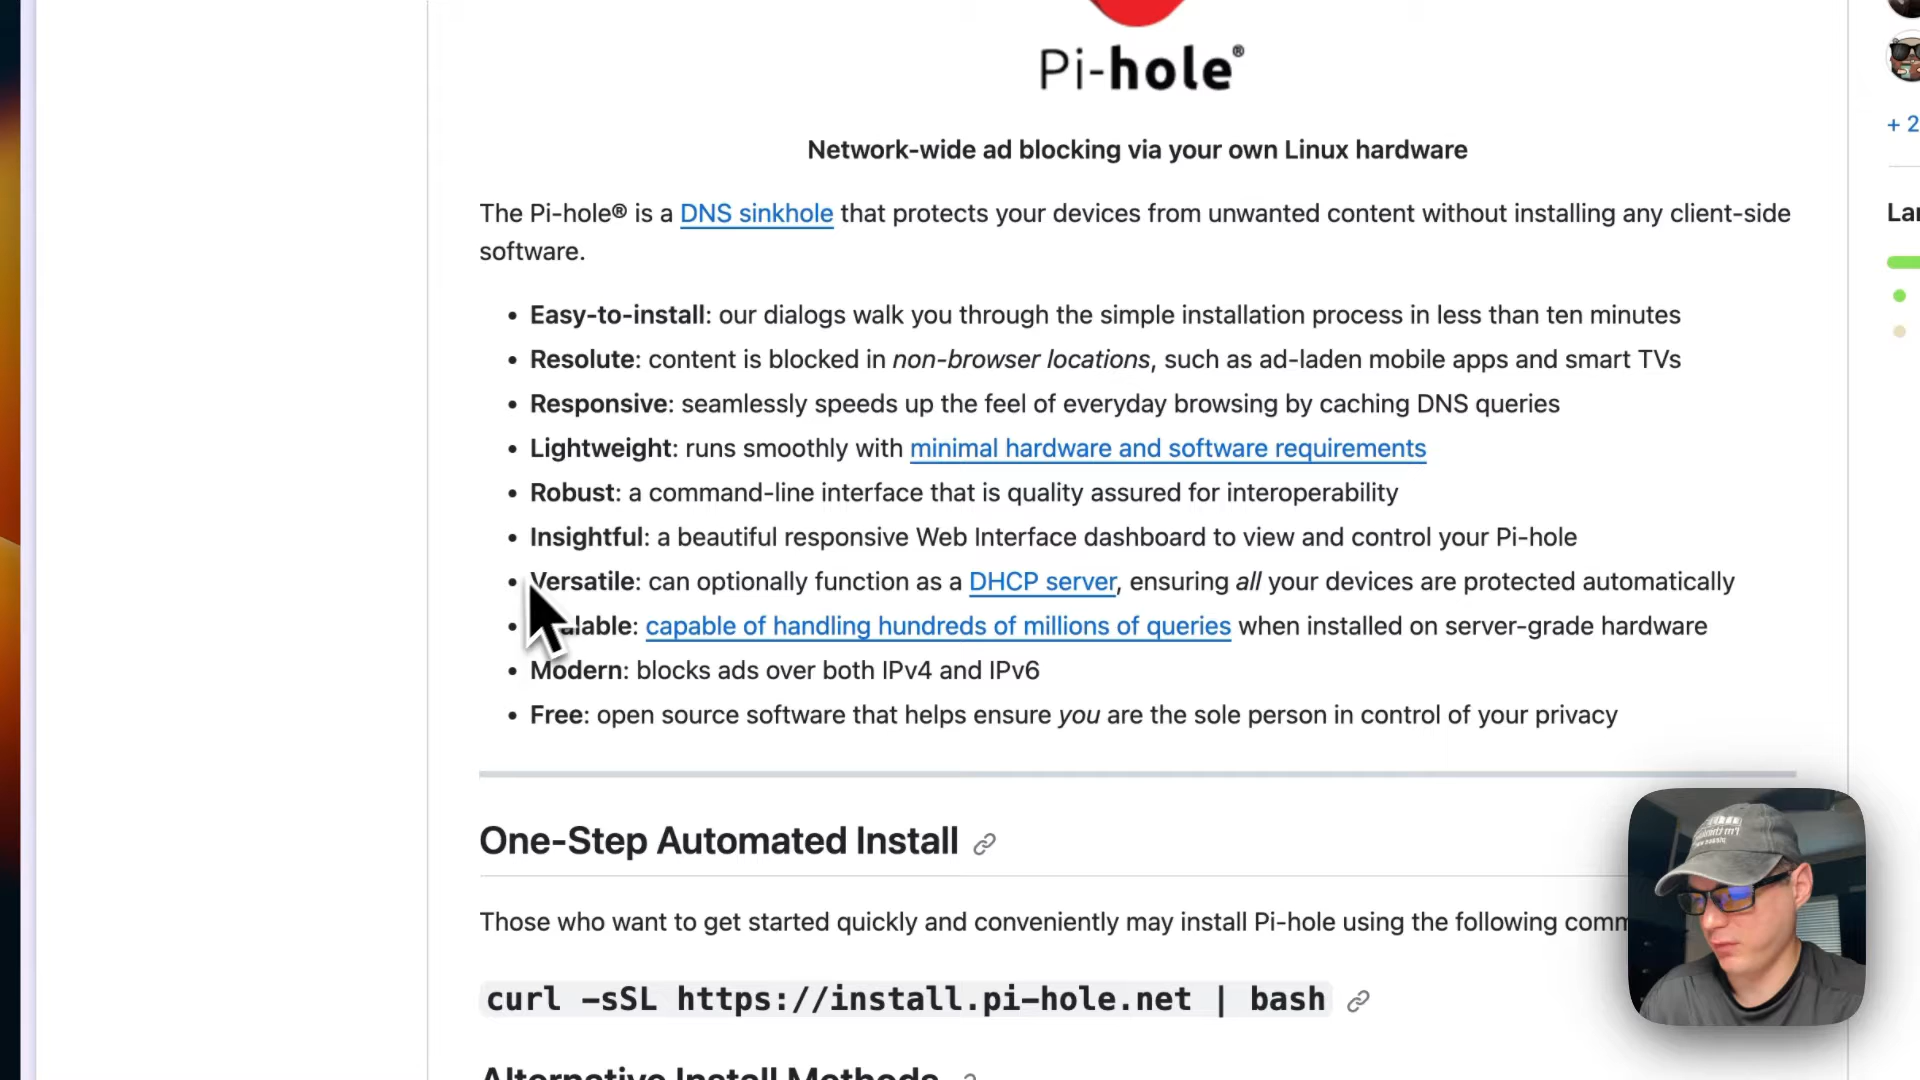 Pi-hole®
+ 2
Network-wide ad blocking via your own Linux hardware
The Pi-hole® is a DNS sinkhole that protects your devices from unwanted content without installing any client-side
software.
• Easy-to-install: our dialogs walk you through the simple installation process in less than ten minutes
• Resolute: content is blocked in non-browser locations, such as ad-laden mobile apps and smart TVs
• Responsive: seamlessly speeds up the feel of everyday browsing by caching DNS queries
• Lightweight: runs smoothly with minimal hardware and software requirements
• Robust: a command-line interface that is quality assured for interoperability
• Insightful: a beautiful responsive Web Interface dashboard to view and control your Pi-hole
• Versatile: can optionally function as a DHCP server, ensuring all your devices are protected automatically
• alable: capable of handling hundreds of millions of queries when installed on server-grade hardware
• Modern: blocks ads over both IPv4 and IPv6
• Free: open source software that helps ensure you are the sole person in control of your privacy
One-Step Automated Install
Those who want to get started quickly and conveniently may install Pi-hole using the following comm
curl -sSL https://install.pi-hole.net | bash
Alternative Install Methods